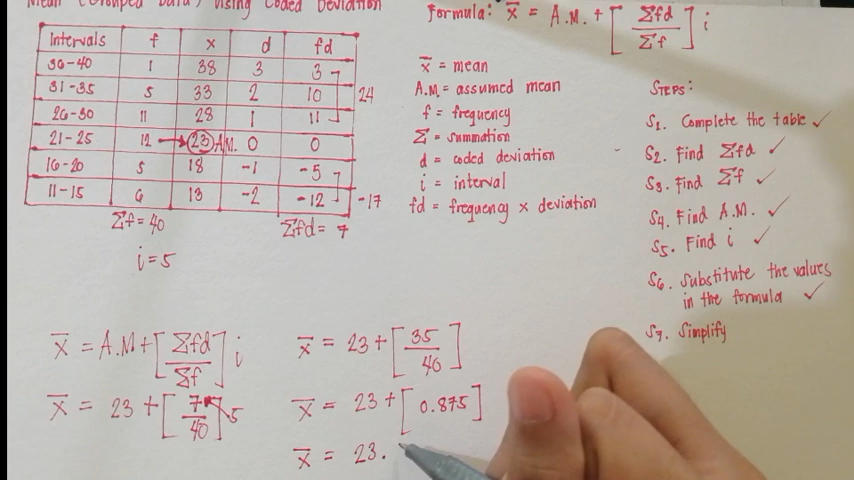 Mean (Grouped Data) Using Coded Deviation
Formula: x̄ = A.M. + [Σfd / Σf] i
Intervals f x d fd
36-40 1 38 3 3
31-35 5 33 2 10 24
26-30 11 28 1 11
21-25 12 → 23 A.M. 0 0
16-20 5 18 -1 -5
11-15 6 13 -2 -12 -17
Σf = 40 Σfd = 7
i = 5
x̄ = mean
A.M = assumed mean
f = frequency
Σ = summation
d = coded deviation
i = interval
fd = frequency x deviation
STEPS:
S1. Complete the table ✓
S2. Find Σfd ✓
S3. Find Σf ✓
S4. Find A.M. ✓
S5. Find i ✓
S6. Substitute the values
in the formula ✓
S7. Simplify
x̄ = A.M + [Σfd / Σf] i
x̄ = 23 + [7 / 40] 5
x̄ = 23 + [35 / 40]
x̄ = 23 + [0.875]
x̄ = 23.